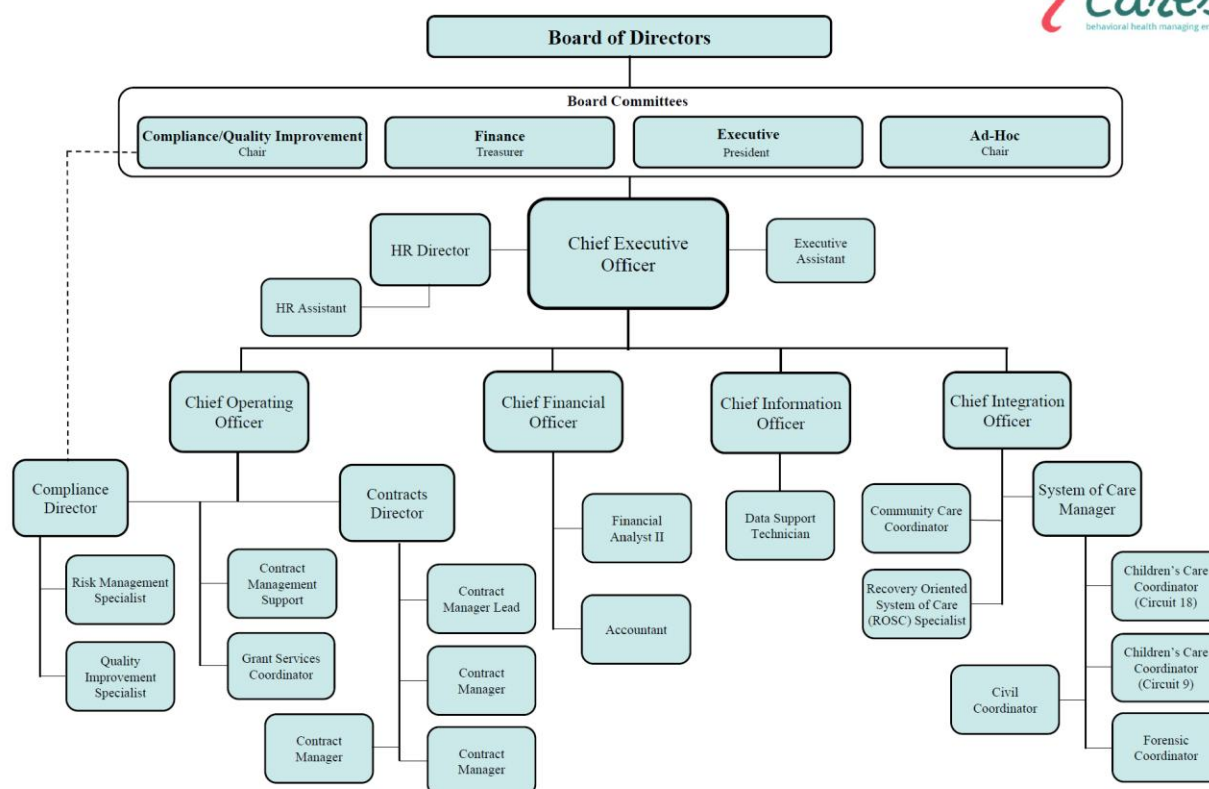 cares
behavioral health managing
Board of Directors
Board Committees
Compliance/Quality Improvement
Chair
Finance
Treasurer
Executive
President
Ad-Hoc
Chair
HR Director
Chief Executive
Officer
Executive
Assistant
HR Assistant
Chief Operating
Officer
Chief Financial
Officer
Chief Information
Officer
Chief Integration
Officer
Compliance
Director
Contracts
Director
System of Care
Manager
Community Care
Coordinator
Financial
Analyst II
Data Support
Technician
Risk Management
Specialist
Contract
Management
Support
Contract
Manager Lead
Children's Care
Coordinator
(Circuit 18)
Recovery Oriented
System of Care
(ROSC) Specialist
Accountant
Quality
Improvement
Specialist
Grant Services
Coordinator
Contract
Manager
Children's Care
Coordinator
(Circuit 9)
Civil
Coordinator
Contract
Manager
Contract
Manager
Forensic
Coordinator